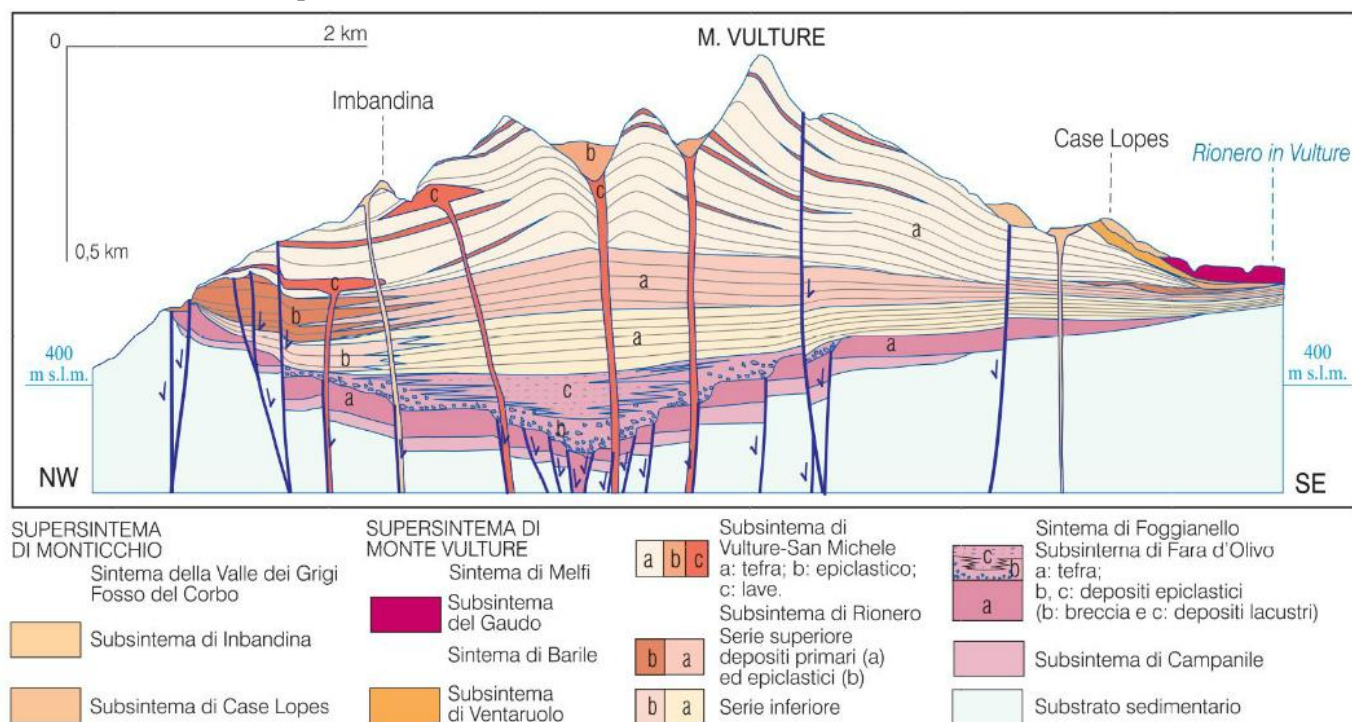 0
2 km
M. VULTURE
Imbandina
Case Lopes
Rionero in Vulture
b
c
c
a
0,5 km
a
c
b
a
400
m s.l.m.
b
a
400
m s.l.m.
c
a
b
NW
SE
SUPERSINTEMA
DI MONTICCHIO
Sintema della Valle dei Grigi
Fosso del Corbo
Subsintema di Inbandina
Subsintema di Case Lopes
SUPERSINTEMA DI
MONTE VULTURE
Sintema di Melfi
Subsintema
del Gaudo
Sintema di Barile
Subsintema
di Ventaruolo
a b c
Subsintema di
Vulture-San Michele
a: tefra; b: epiclastico;
c: lave.
Subsintema di Rionero
b a
Serie superiore
depositi primari (a)
ed epiclastici (b)
b a
Serie inferiore
Sintema di Foggianello
c b
Subsintema di Fara d'Olivo
a: tefra;
a
b, c: depositi epiclastici
(b: breccia e c: depositi lacustri)
Subsintema di Campanile
Substrato sedimentario